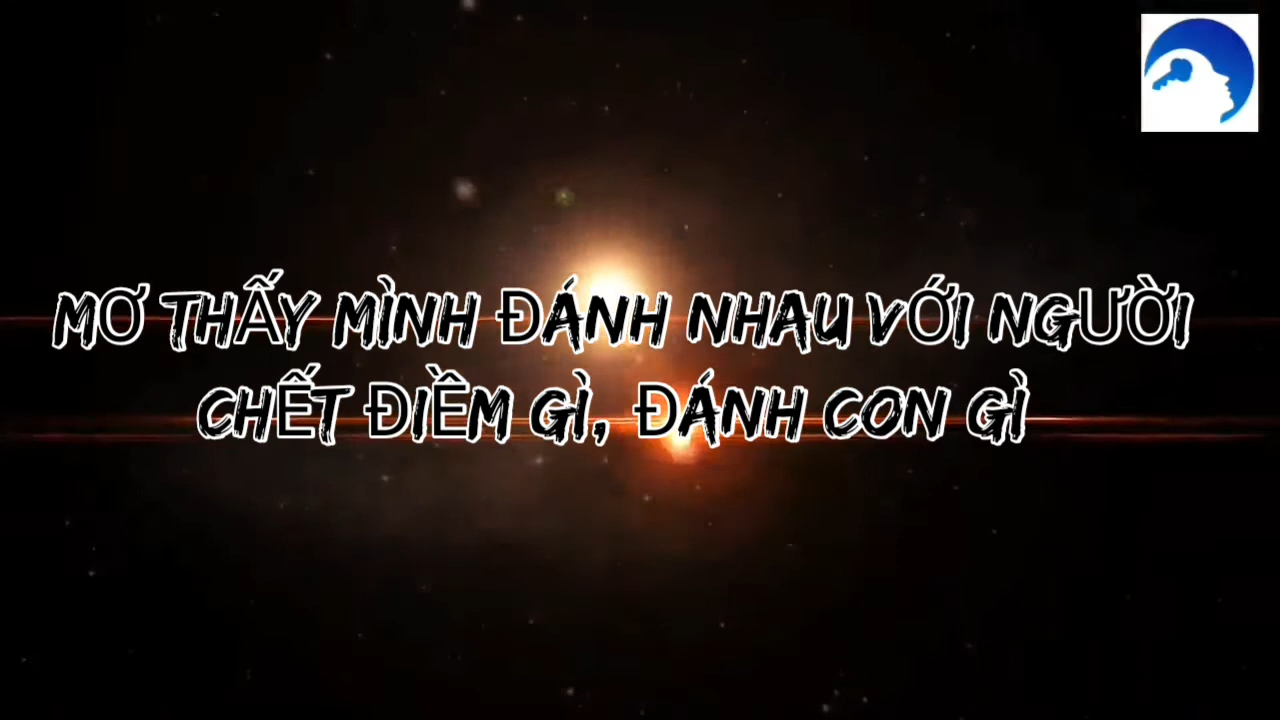 MƠ THẤY MÌNH ĐÁNH NHAU VỚI NGƯỜI
CHẾT ĐIỀM GÌ, ĐÁNH CON GÌ